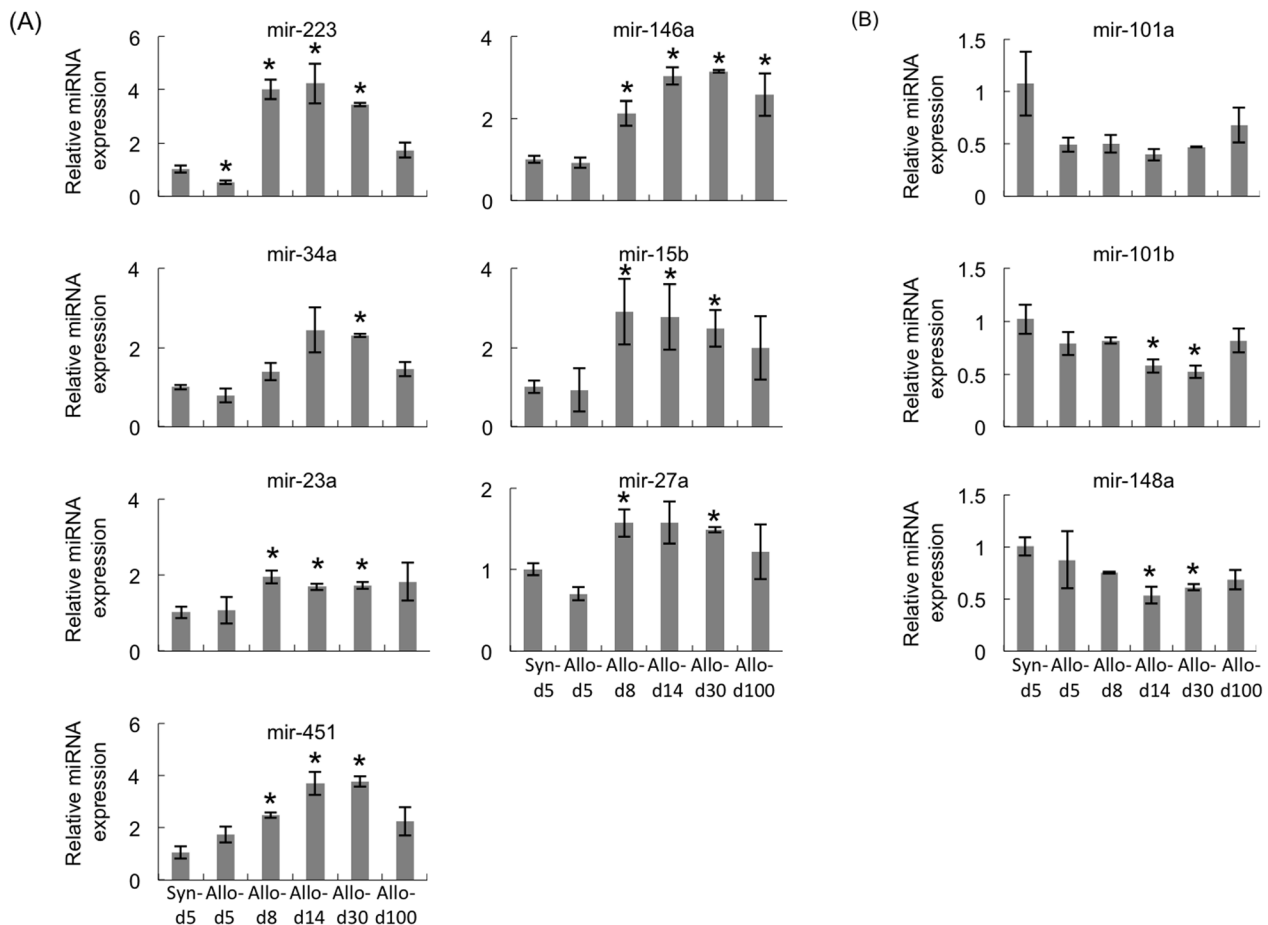 (A)
mir-223
Relative miRNA
expression
6
4
2
0
*
*
*
*
mir-146a
4
2
0
*
*
*
*
(B)
mir-101a
Relative miRNA
expression
1.5
1
0.5
0
mir-34a
Relative miRNA
expression
4
2
0
*
mir-15b
4
2
0
*
*
*
mir-101b
Relative miRNA
expression
1.5
1
0.5
0
*
*
mir-23a
Relative miRNA
expression
4
2
0
*
*
*
mir-27a
2
1
0
*
*
Syn- Allo- Allo- Allo- Allo- Allo-
d5 d5 d8 d14 d30 d100
mir-148a
Relative miRNA
expression
1.5
1
0.5
0
*
*
Syn- Allo- Allo- Allo- Allo- Allo-
d5 d5 d8 d14 d30 d100
mir-451
Relative miRNA
expression
6
4
2
0
*
*
*
Syn- Allo- Allo- Allo- Allo- Allo-
d5 d5 d8 d14 d30 d100